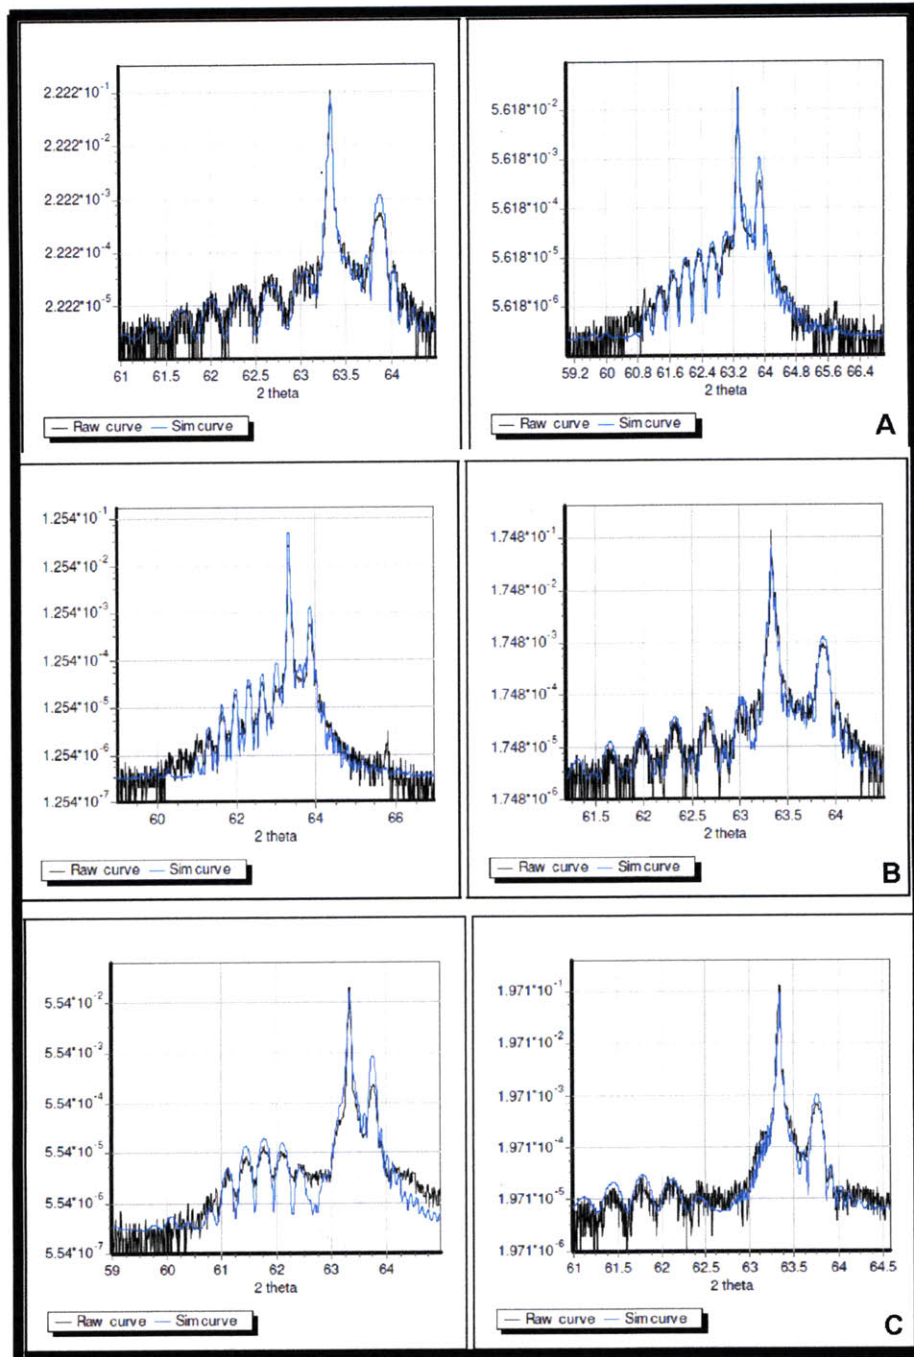 2.222*10⁻¹
2.222*10⁻²
2.222*10⁻³
2.222*10⁻⁴
2.222*10⁻⁵
61 61.5 62 62.5 63 63.5 64
2 theta
Raw curve Sim curve
5.618*10⁻²
5.618*10⁻³
5.618*10⁻⁴
5.618*10⁻⁵
5.618*10⁻⁶
59.2 60 60.8 61.6 62.4 63.2 64 64.8 65.6 66.4
2 theta
Raw curve Sim curve
A
1.254*10⁻¹
1.254*10⁻²
1.254*10⁻³
1.254*10⁻⁴
1.254*10⁻⁵
1.254*10⁻⁶
1.254*10⁻⁷
60 62 64 66
2 theta
Raw curve Sim curve
1.748*10⁻¹
1.748*10⁻²
1.748*10⁻³
1.748*10⁻⁴
1.748*10⁻⁵
1.748*10⁻⁶
61.5 62 62.5 63 63.5 64
2 theta
Raw curve Sim curve
B
5.54*10⁻²
5.54*10⁻³
5.54*10⁻⁴
5.54*10⁻⁵
5.54*10⁻⁶
5.54*10⁻⁷
59 60 61 62 63 64
2 theta
Raw curve Sim curve
1.971*10⁻¹
1.971*10⁻²
1.971*10⁻³
1.971*10⁻⁴
1.971*10⁻⁵
1.971*10⁻⁶
61 61.5 62 62.5 63 63.5 64 64.5
2 theta
Raw curve Sim curve
C